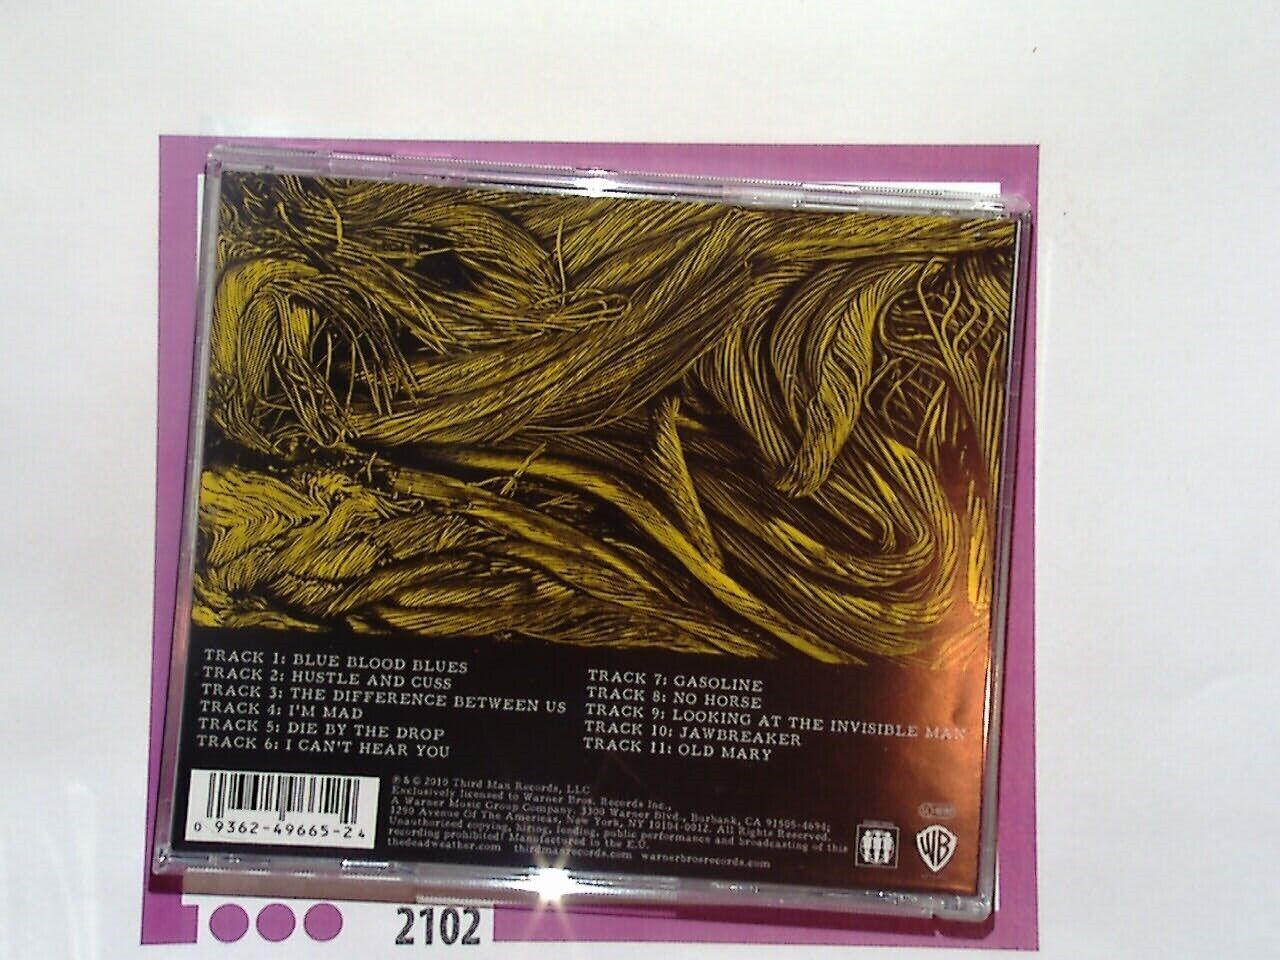 TRACK 1: BLUE BLOOD BLUES
TRACK 2: HUSTLE AND CUSS
TRACK 3: THE DIFFERENCE BETWEEN US
TRACK 4: I'M MAD
TRACK 5: DIE BY THE DROP
TRACK 6: I CAN'T HEAR YOU
TRACK 7: GASOLINE
TRACK 8: NO HORSE
TRACK 9: LOOKING AT THE INVISIBLE MAN
TRACK 10: JAWBREAKER
TRACK 11: OLD MARY
0 9362-49665-2 4
℗ & © 2010 Third Man Records, LLC
Exclusively licensed to Warner Bros. Records Inc.,
A Warner Music Group Company. 3300 Warner Blvd., Burbank, CA 91505-4694;
1290 Avenue Of The Americas, New York, NY 10104-0012. All Rights Reserved.
Unauthorized copying, hiring, lending, public performance and broadcasting of this
recording prohibited. Manufactured in the E.U.
thedeadweather.com thirdmanrecords.com warnerbrosrecords.com
WB
2102